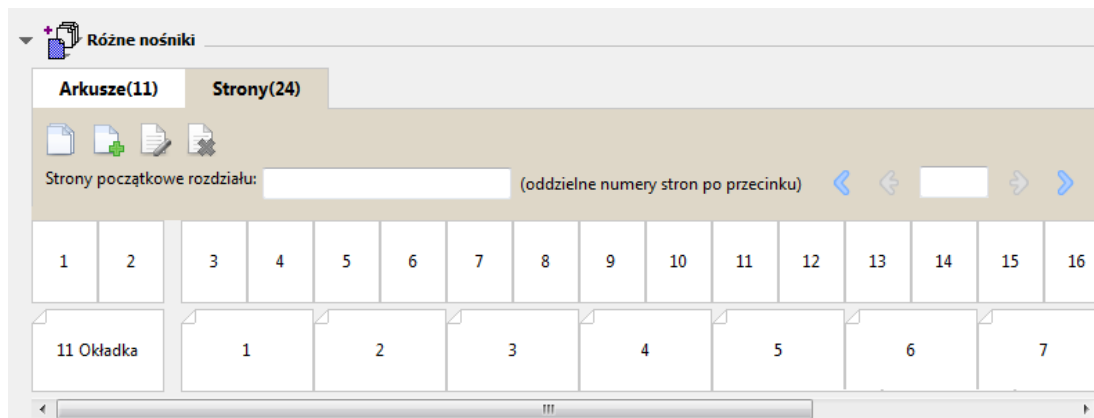 Różne nośniki
Arkusze(11) Strony(24)
Strony początkowe rozdziału: (oddzielne numery stron po przecinku)
1 2 3 4 5 6 7 8 9 10 11 12 13 14 15 16
11 Okładka 1 2 3 4 5 6 7